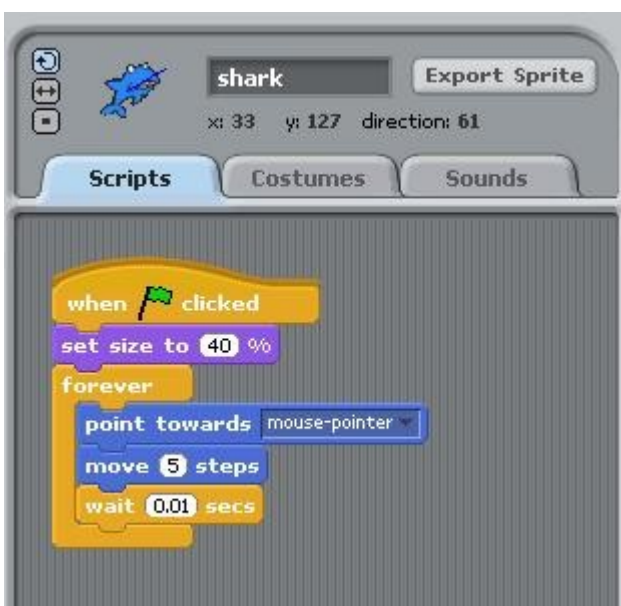 shark
Export Sprite
x: 33 y: 127 direction: 61
Scripts Costumes Sounds
when clicked
set size to 40 %
forever
point towards mouse-pointer
move 5 steps
wait 0.01 secs